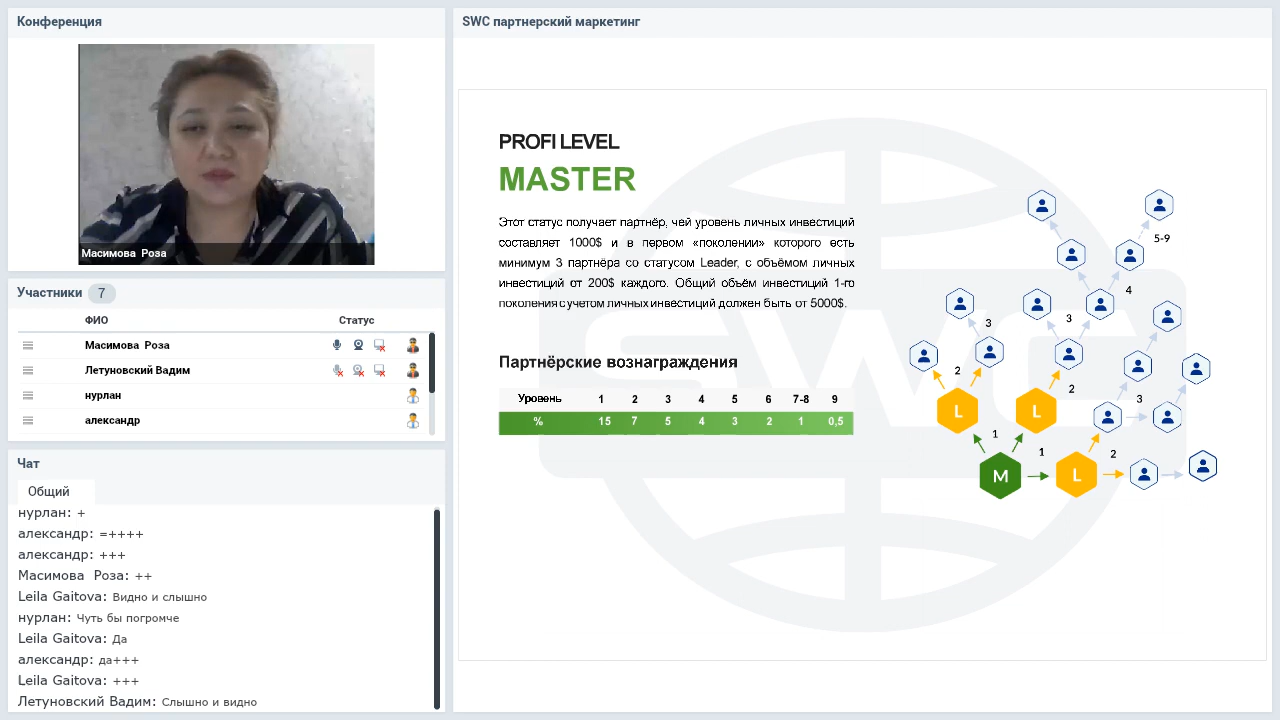 Конференция
Масимова  Роза
Участники 7
ФИО Статус
Масимова  Роза
Летуновский Вадим
нурлан
александр
Чат
Общий
нурлан: +
александр: =++++
александр: +++
Масимова  Роза: ++
Leila Gaitova: Видно и слышно
нурлан: Чуть бы погромче
Leila Gaitova: Да
александр: да+++
Leila Gaitova: +++
Летуновский Вадим: Слышно и видно
SWC партнерский маркетинг
PROFI LEVEL
MASTER
Этот статус получает партнёр, чей уровень личных инвестиций
составляет 1000$ и в первом «поколении» которого есть
минимум 3 партнёра со статусом Leader, с объёмом личных
инвестиций от 200$ каждого. Общий объём инвестиций 1-го
поколения с учетом личных инвестиций должен быть от 5000$.
Партнёрские вознаграждения
Уровень 1 2 3 4 5 6 7-8 9
% 15 7 5 4 3 2 1 0,5
SWC
5-9
4
3 3
2 2
3
L L
1 1 2
M L